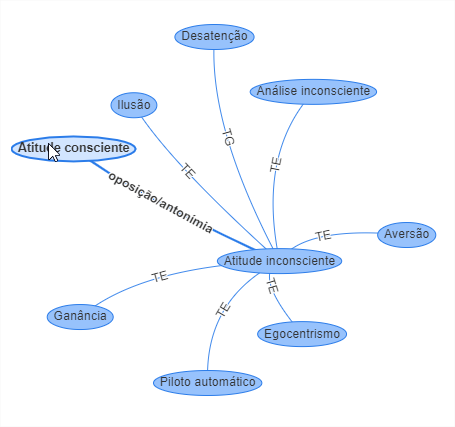 Desatenção
Análise inconsciente
Ilusão
TG
Atitude consciente
TE
TE
oposição/antonímia
Aversão
TE
Atitude inconsciente
TE
TE
Ganância
TE
Egocentrismo
Piloto automático